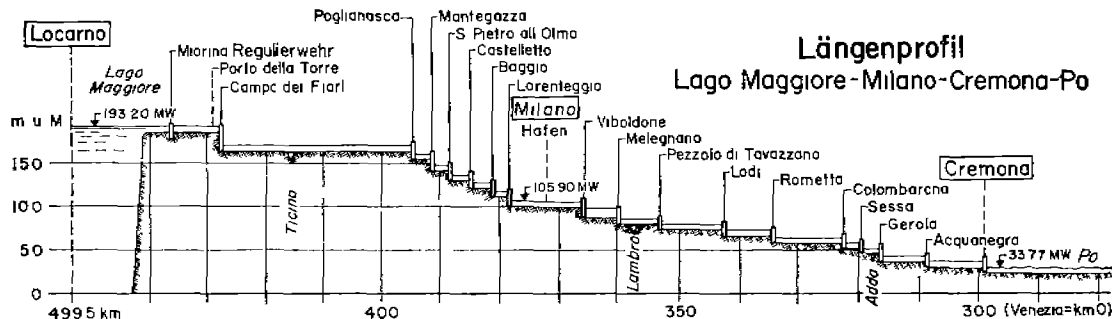 Längenprofil
Lago Maggiore-Milano-Cremona-Po
Locarno
Lago
Maggiore
193.20 MW
m ü M
150
100
50
0
Miorina Regulierwehr
Porto della Torre
Campo dei Fiori
Ticino
Poglianasca
Mantegazza
S. Pietro all Olmo
Castelletto
Baggio
Lorenteggio
Milano
Hafen
105.90 MW
Viboldone
Melegnano
Lambro
Pezzolo di Tavazzano
Lodi
Rometta
Colombarona
Sessa
Gerola
Adda
Acquanegra
Cremona
33.77 MW
Po
499.5 km
400
350
300 (Venezia=km0)